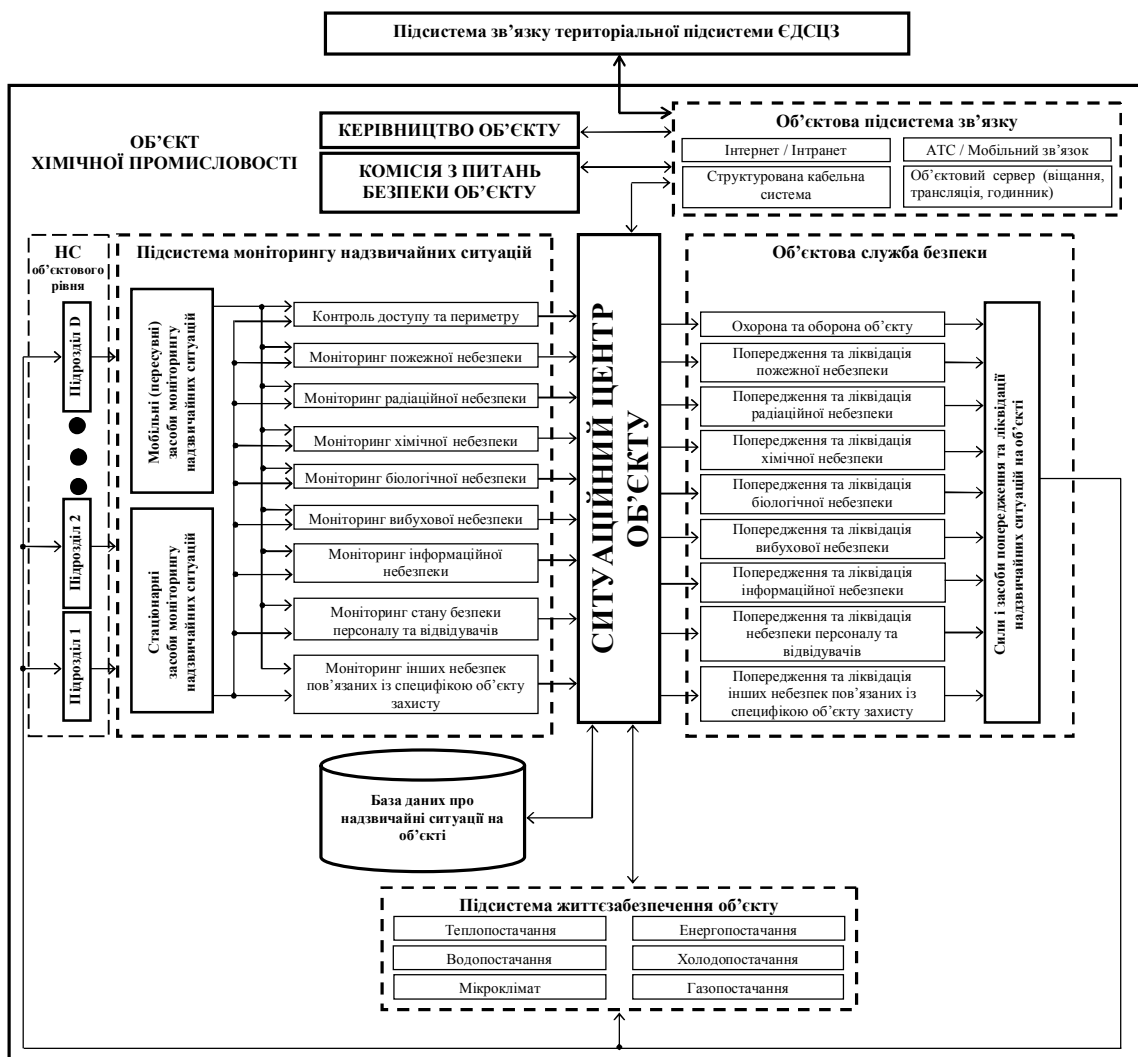 Підсистема зв’язку територіальної підсистеми ЄДСЦЗ
ОБ’ЄКТ
ХІМІЧНОЇ ПРОМИСЛОВОСТІ
КЕРІВНИЦТВО ОБ’ЄКТУ
КОМІСІЯ З ПИТАНЬ
БЕЗПЕКИ ОБ’ЄКТУ
Об’єктова підсистема зв’язку
Інтернет / Інтранет
АТС / Мобільний зв’язок
Структурована кабельна
система
Об’єктовий сервер (віщання,
трансляція, годинник)
НС
об’єктового
рівня
Підрозділ D
Підрозділ 2
Підрозділ 1
Підсистема моніторингу надзвичайних ситуацій
Мобільні (пересувні)
засоби моніторингу
надзвичайних ситуацій
Стаціонарні
засоби моніторингу
надзвичайних ситуацій
Контроль доступу та периметру
Моніторинг пожежної небезпеки
Моніторинг радіаційної небезпеки
Моніторинг хімічної небезпеки
Моніторинг біологічної небезпеки
Моніторинг вибухової небезпеки
Моніторинг інформаційної
небезпеки
Моніторинг стану безпеки
персоналу та відвідувачів
Моніторинг інших небезпек
пов’язаних із специфікою об’єкту
захисту
СИТУАЦІЙНИЙ ЦЕНТР
ОБ’ЄКТУ
Об’єктова служба безпеки
Охорона та оборона об’єкту
Попередження та ліквідація
пожежної небезпеки
Попередження та ліквідація
радіаційної небезпеки
Попередження та ліквідація
хімічної небезпеки
Попередження та ліквідація
біологічної небезпеки
Попередження та ліквідація
вибухової небезпеки
Попередження та ліквідація
інформаційної небезпеки
Попередження та ліквідація
небезпеки персоналу та
відвідувачів
Попередження та ліквідація
інших небезпек пов’язаних із
специфікою об’єкту захисту
Сили і засоби попередження та ліквідації
надзвичайних ситуацій на об’єкті
База даних про
надзвичайні ситуації на
об’єкті
Підсистема життєзабезпечення об’єкту
Теплопостачання
Енергопостачання
Водопостачання
Холодопостачання
Мікроклімат
Газопостачання